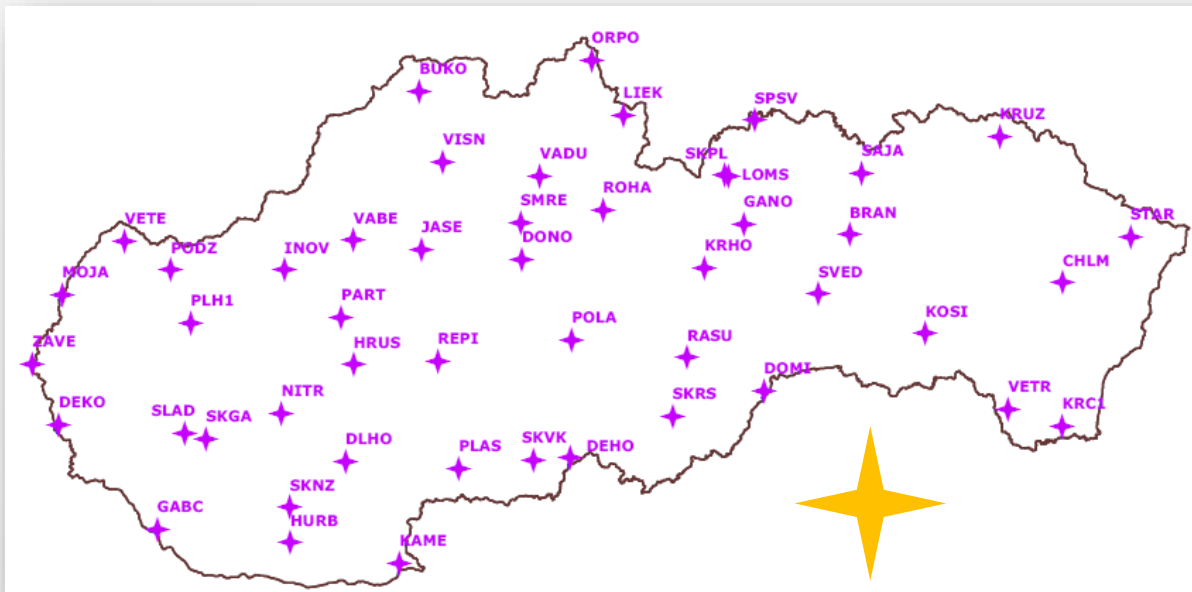 ORPO
BUKO
LIEK
SPSV
KRUZ
VISN
VADU
SKPL
LOMS
SAJA
ROHA
SMRE
GANO
BRAN
STAR
VETE
VABE
JASE
DONO
PODZ
INOV
KRHO
CHLM
MOJA
SVED
PLH1
PART
POLA
KOSI
ZAVE
HRUS
REPI
RASU
DOMI
DEKO
SLAD
SKGA
NITR
SKRS
VETR
KRC1
DLHO
PLAS
SKVK
DEHO
SKNZ
GABC
HURB
KAME